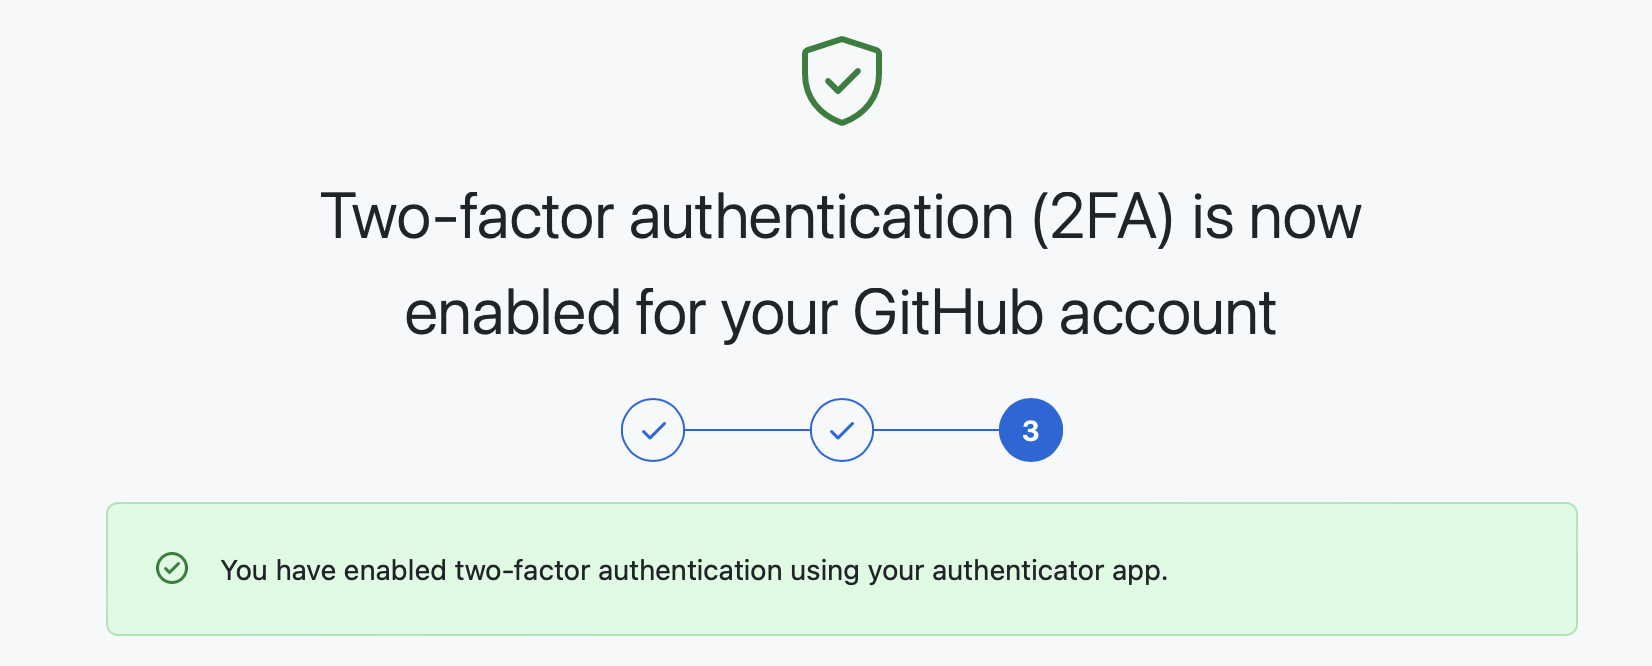 Two-factor authentication (2FA) is now
enabled for your GitHub account
3
You have enabled two-factor authentication using your authenticator app.